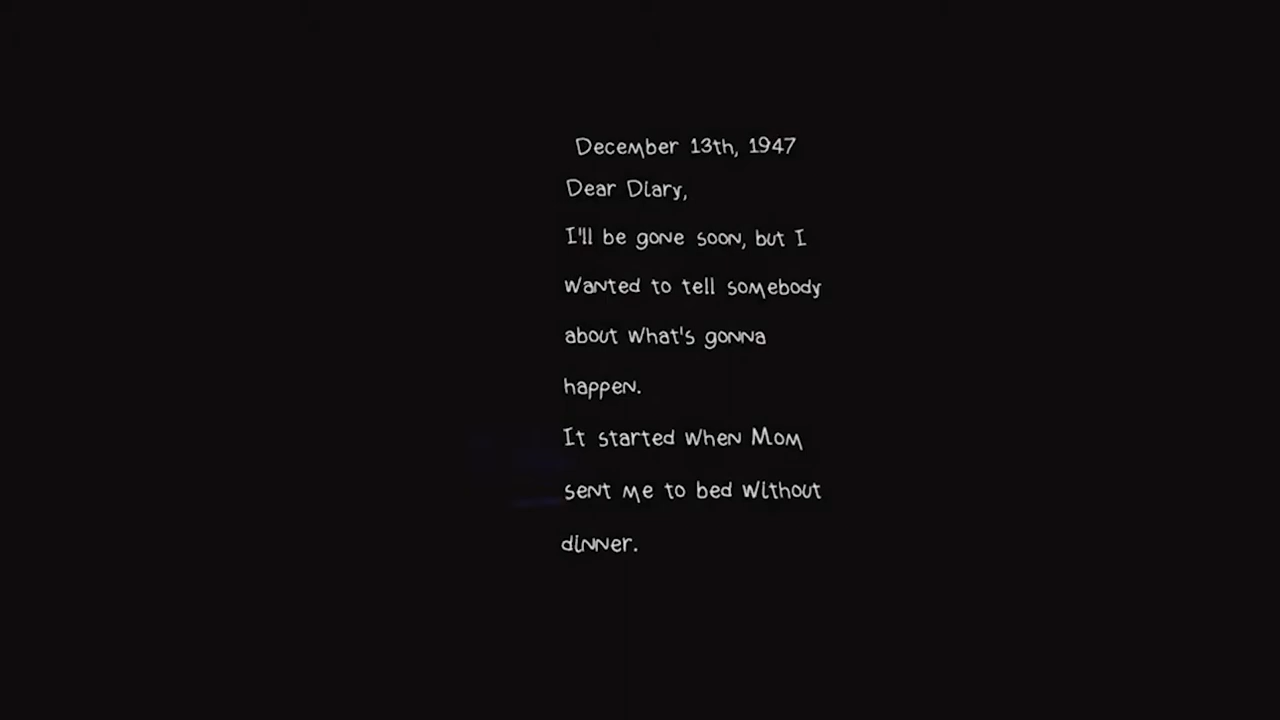 December 13th, 1947
Dear Diary,
I'll be gone soon, but I
wanted to tell somebody
about what's gonna
happen.
It started when Mom
sent me to bed without
dinner.